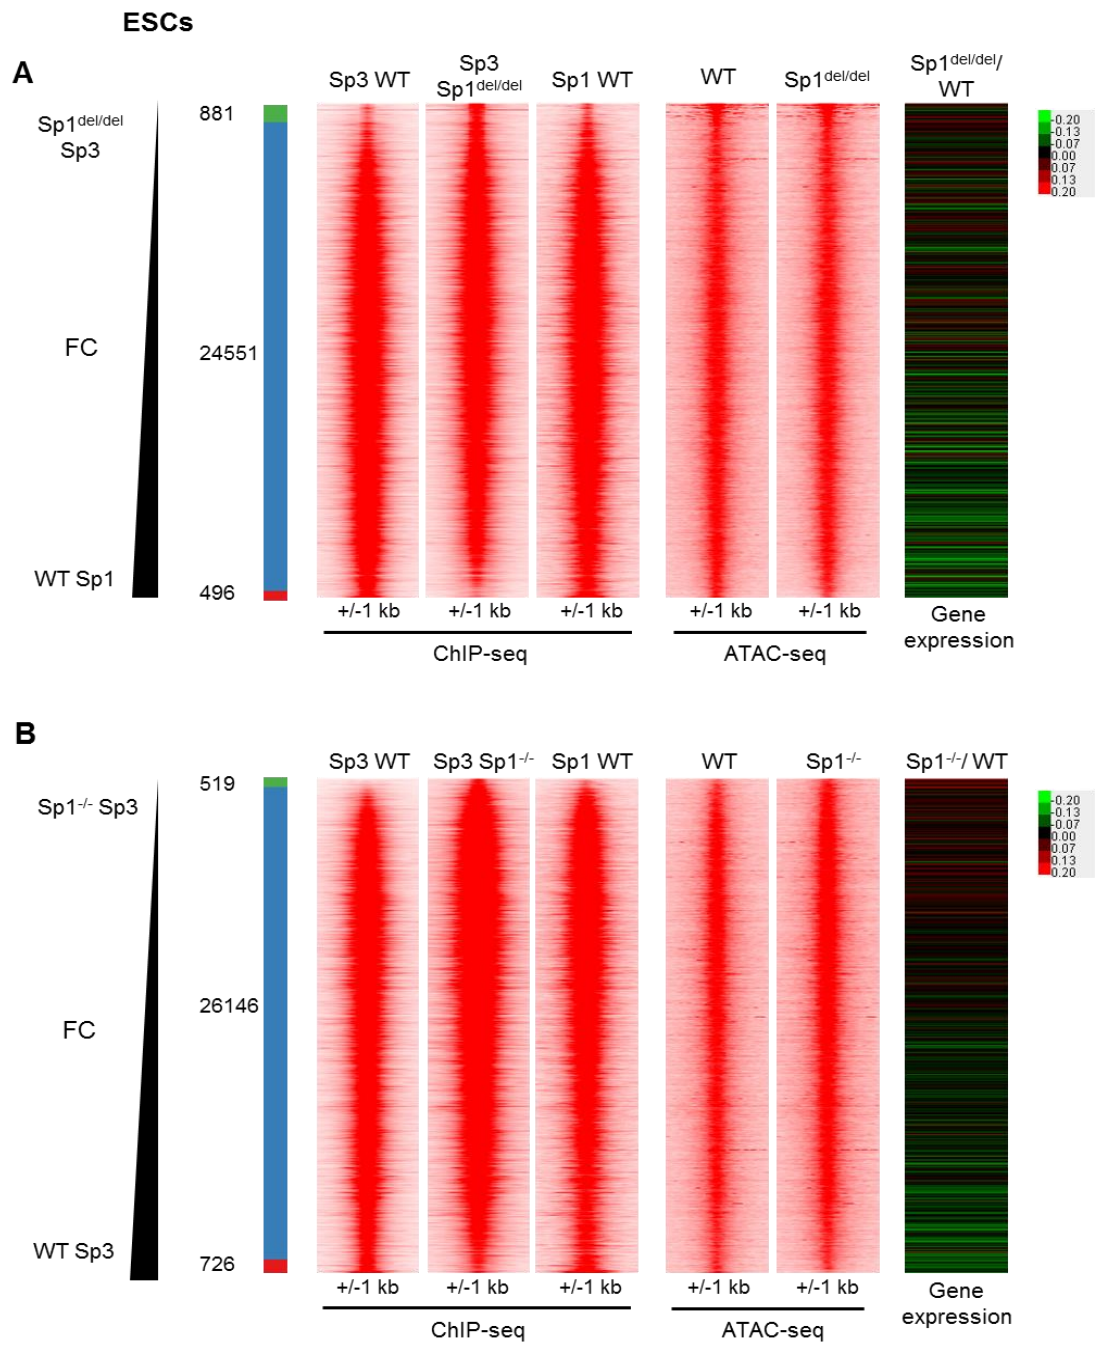 ESCs
A
Sp3 WT
Sp3
Sp1del/del
Sp1 WT
WT
Sp1del/del
Sp1del/del/
WT
Sp1del/del
Sp3
FC
WT Sp1
881
24551
496
-0.20
-0.13
-0.07
0.00
0.07
0.13
0.20
+/-1 kb
+/-1 kb
+/-1 kb
+/-1 kb
+/-1 kb
ChIP-seq
ATAC-seq
Gene
expression
B
Sp3 WT
Sp3 Sp1-/-
Sp1 WT
WT
Sp1-/-
Sp1-/-/ WT
Sp1-/- Sp3
FC
WT Sp3
519
26146
726
-0.20
-0.13
-0.07
0.00
0.07
0.13
0.20
+/-1 kb
+/-1 kb
+/-1 kb
+/-1 kb
+/-1 kb
ChIP-seq
ATAC-seq
Gene
expression